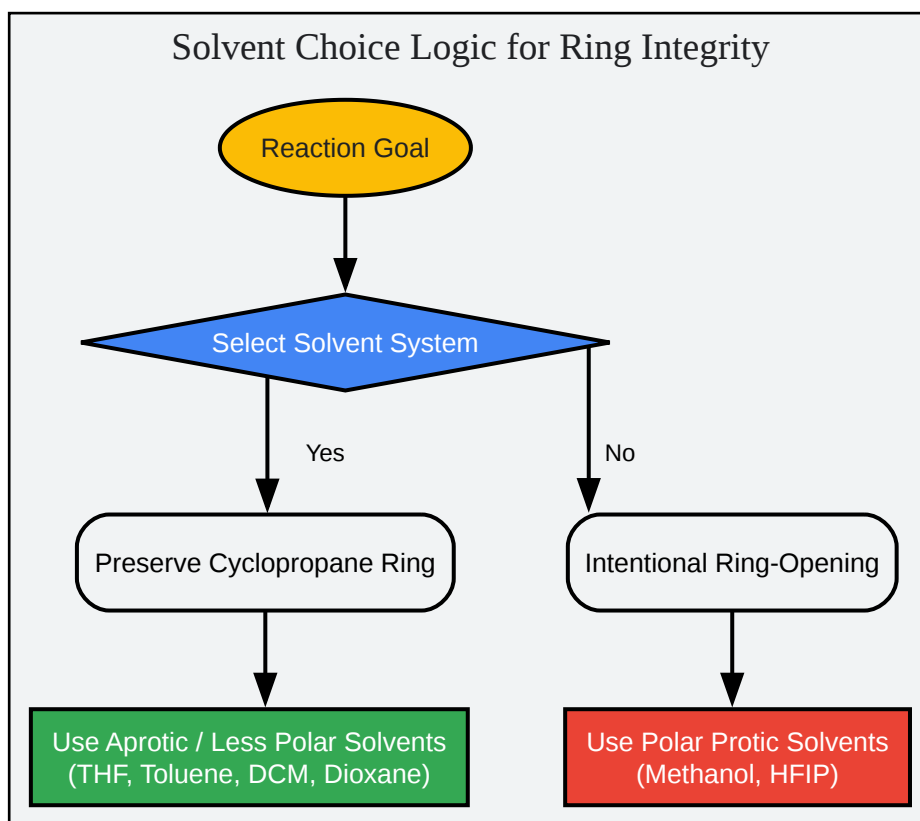 Solvent Choice Logic for Ring Integrity
Reaction Goal
Select Solvent System
Yes
No
Preserve Cyclopropane Ring
Intentional Ring-Opening
Use Aprotic / Less Polar Solvents
(THF, Toluene, DCM, Dioxane)
Use Polar Protic Solvents
(Methanol, HFIP)